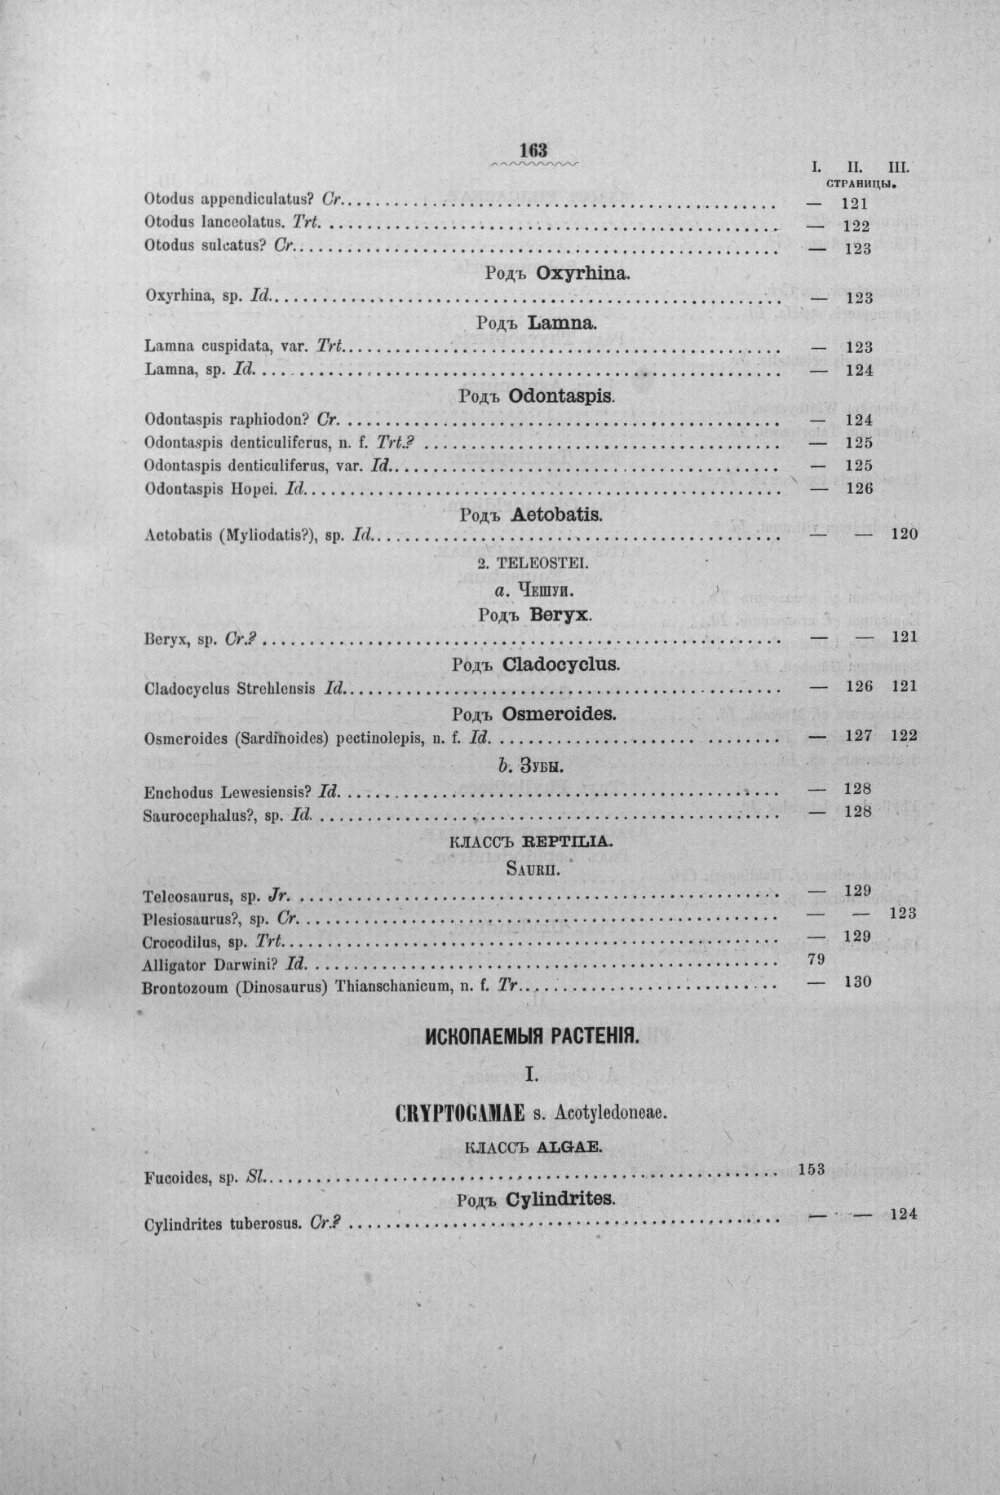 163
I. II. III.
СТРАНИЦЫ.
Otodus appendiculatus? Cr. — 121
Otodus lanceolatus. Trt. — 122
Otodus sulcatus? Cr. — 123
Родъ Oxyrhina.
Oxyrhina, sp. Id. — 123
Родъ Lamna.
Lamna cuspidata, var. Trt. — 123
Lamna, sp. Id. — 124
Родъ Odontaspis.
Odontaspis raphiodon? Cr. — 124
Odontaspis denticuliferus, n. f. Trt.? — 125
Odontaspis denticuliferus, var. Id. — 125
Odontaspis Hopei. Id. — 126
Родъ Aetobatis.
Aetobatis (Myliodatis?), sp. Id. — — 120
2. TELEOSTEI.
a. Чешуи.
Родъ Beryx.
Beryx, sp. Cr.? — — 121
Родъ Cladocyclus.
Cladocyclus Strehlensis Id. — 126 121
Родъ Osmeroides.
Osmeroides (Sardinoides) pectinolepis, n. f. Id. — 127 122
b. Зубы.
Enchodus Lewesiensis? Id. — 128
Saurocephalus?, sp. Id. — 128
КЛАССЪ REPTILIA.
Saurii.
Teleosaurus, sp. Jr. — 129
Plesiosaurus?, sp. Cr. — — 123
Crocodilus, sp. Trt. — 129
Alligator Darwini? Id. 79
Brontozoum (Dinosaurus) Thianschanicum, n. f. Tr. — 130
ИСКОПАЕМЫЯ РАСТЕНІЯ.
I.
CRYPTOGAMAE s. Acotyledoneae.
КЛАССЪ ALGAE.
Fucoides, sp. Sl. 153
Родъ Cylindrites.
Cylindrites tuberosus. Cr.? — — 124